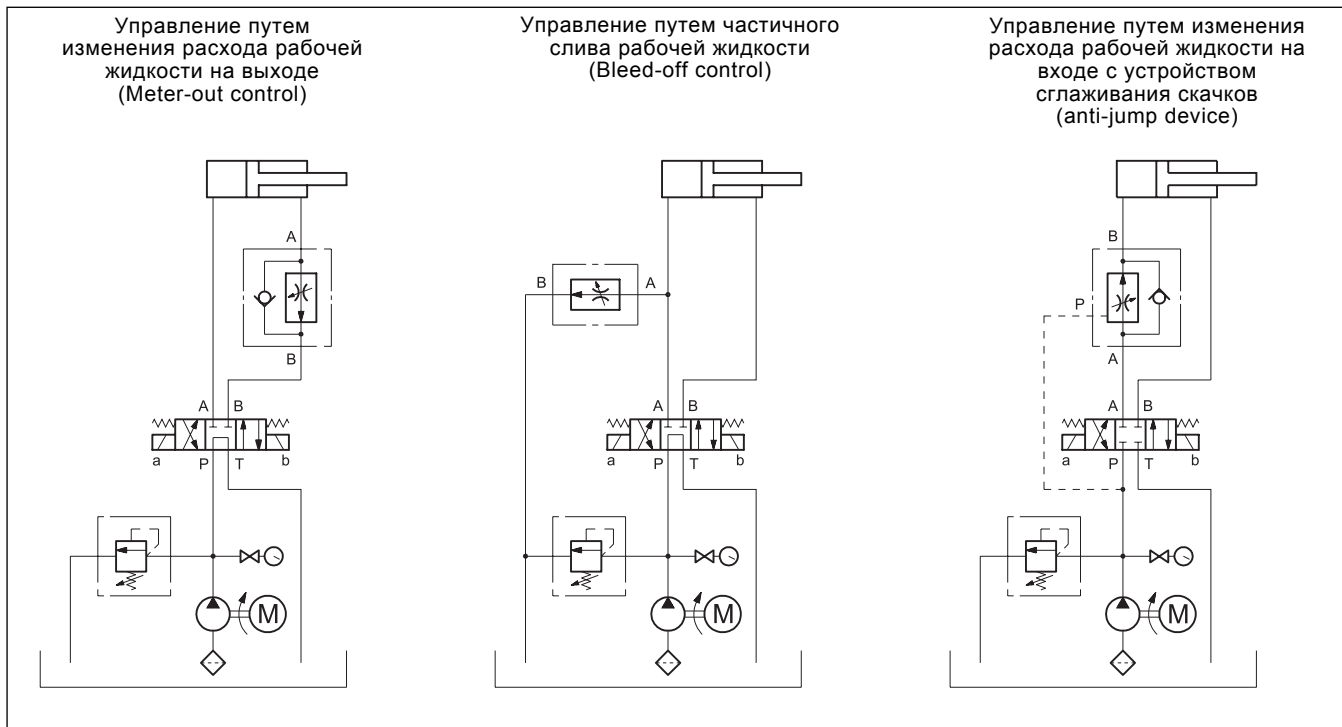 Управление путем
изменения расхода рабочей
жидкости на выходе
(Meter-out control)
Управление путем частичного
слива рабочей жидкости
(Bleed-off control)
Управление путем изменения
расхода рабочей жидкости на
входе с устройством
сглаживания скачков
(anti-jump device)
A
B
A B
a P T b
M
B A
A B
a P T b
M
B
P
A
A B
a P T b
M